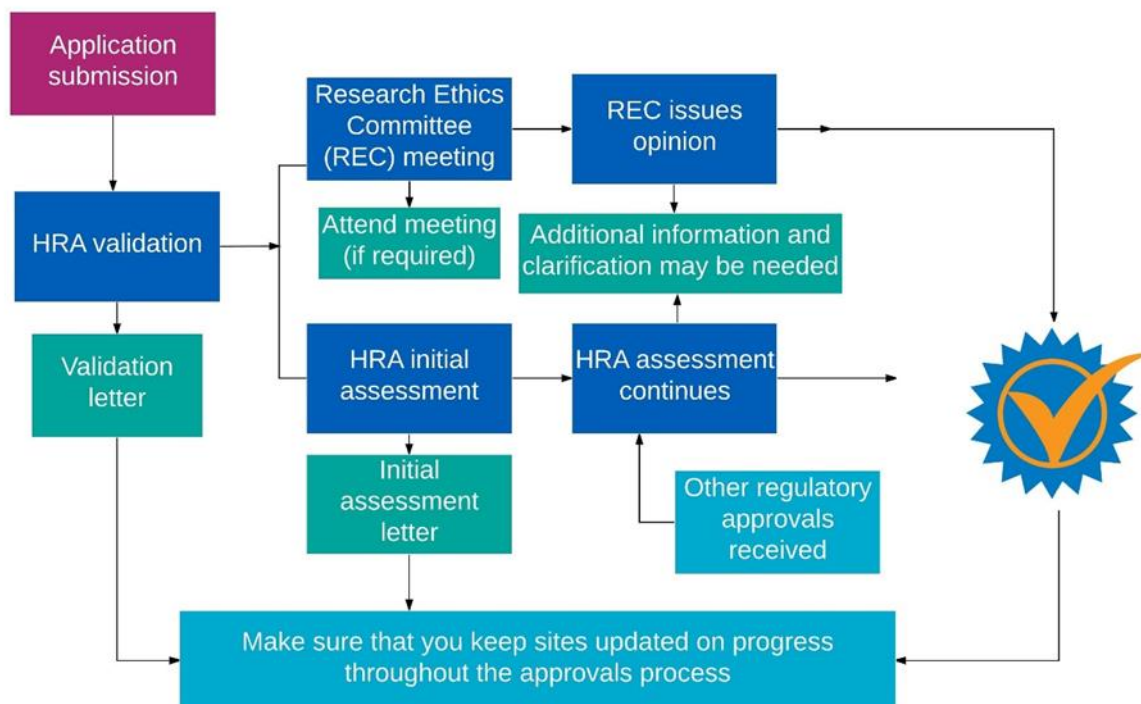 Application
submission
HRA validation
Validation
letter
Research Ethics
Committee
(REC) meeting
REC issues
opinion
Attend meeting
(if required)
Additional information and
clarification may be needed
HRA initial
assessment
HRA assessment
continues
Initial
assessment
letter
Other regulatory
approvals
received
Make sure that you keep sites updated on progress
throughout the approvals process